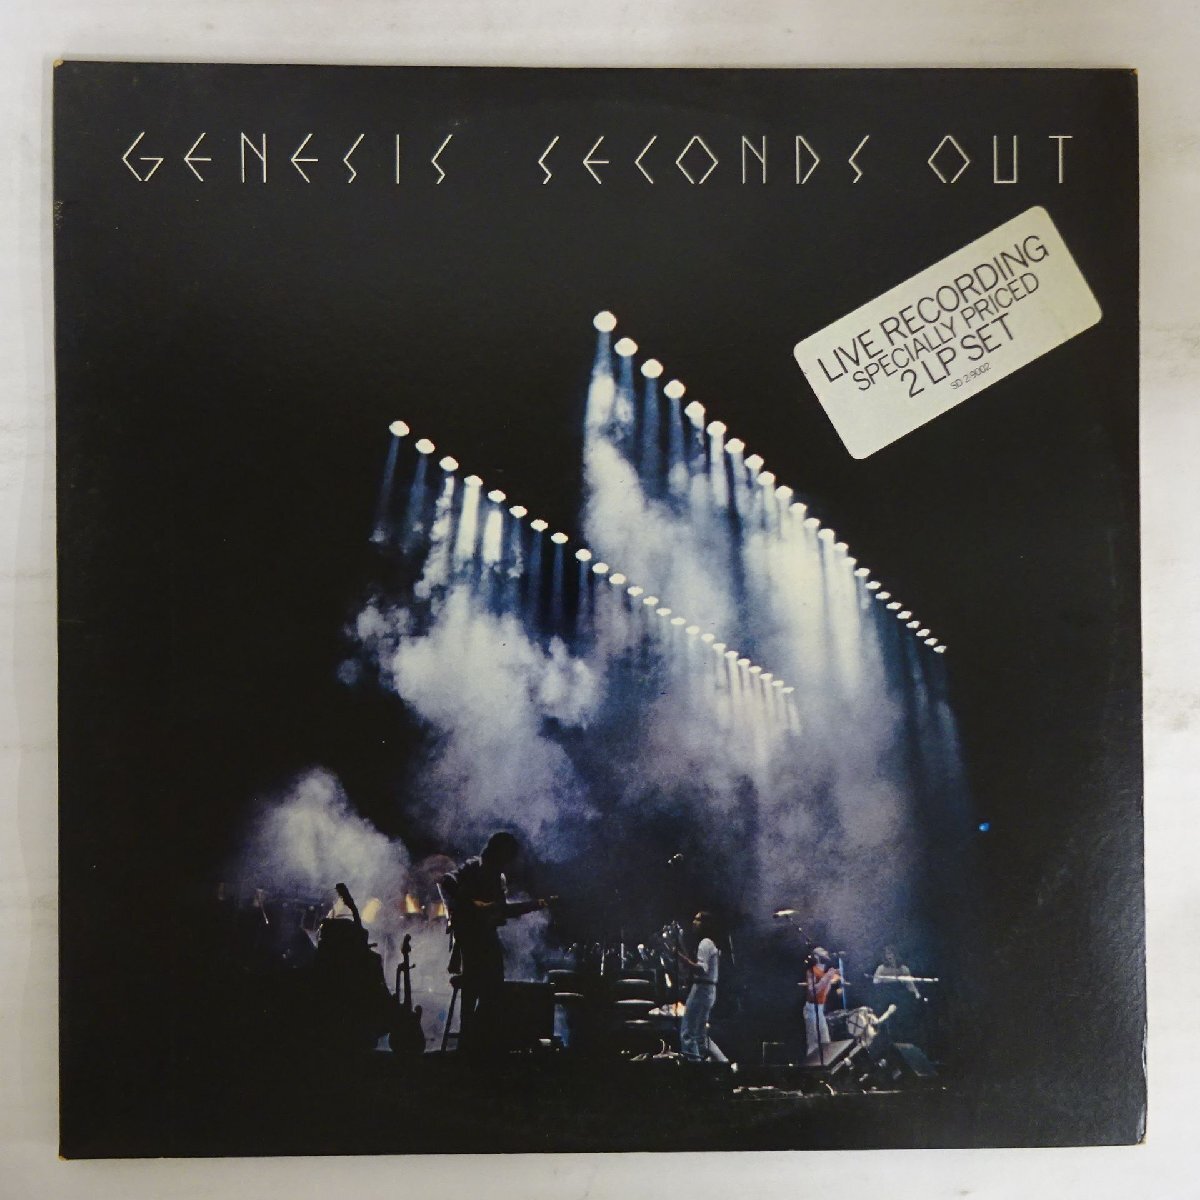 GENESIS SECONDS OUT
LIVE RECORDING
SPECIALLY PRICED
2 LP SET
SD 2-9002